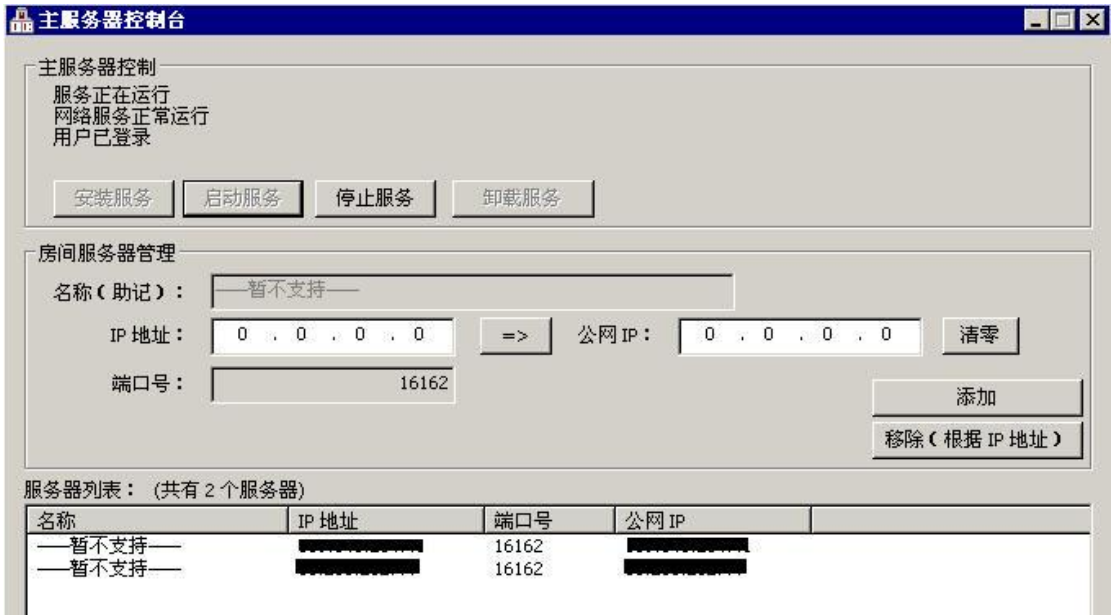 主服务器控制台
主服务器控制
服务正在运行
网络服务正常运行
用户已登录
安装服务 启动服务 停止服务 卸载服务
房间服务器管理
名称(助记): ——暂不支持——
IP 地址: 0 . 0 . 0 . 0 => 公网 IP: 0 . 0 . 0 . 0 清零
端口号: 16162
添加
移除(根据 IP 地址)
服务器列表: (共有 2 个服务器)
名称 IP 地址 端口号 公网 IP
——暂不支持—— 16162
——暂不支持—— 16162